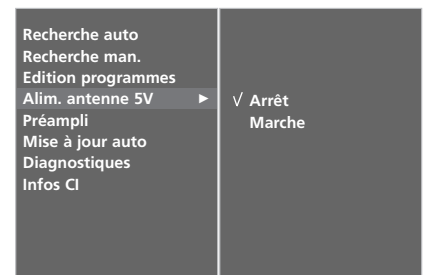 Recherche auto
Recherche man.
Edition programmes
Alim. antenne 5V ►
√ Arrêt
Marche
Préampli
Mise à jour auto
Diagnostiques
Infos CI